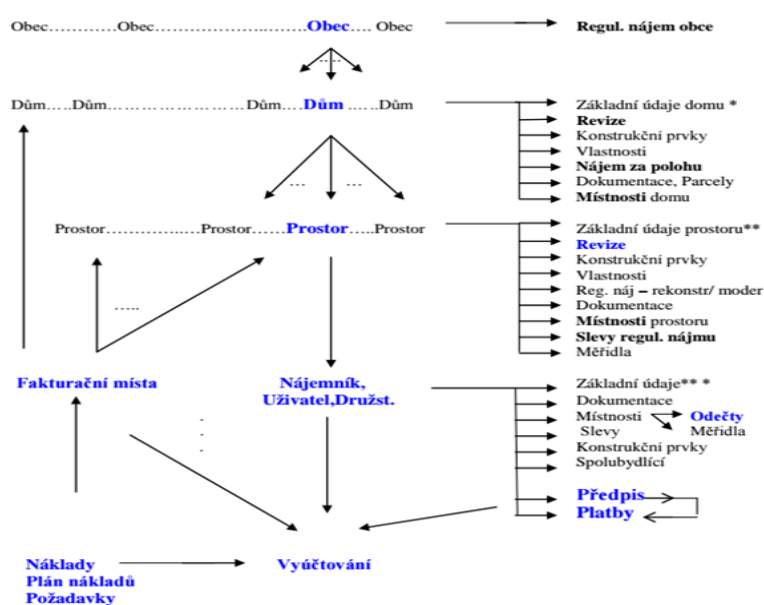 Obec…………Obec…………………..…….Obec…. Obec
Regul. nájem obce
…..
Dům…..Dům……………………Dům….Dům …..Dům
Základní údaje domu *
Revize
Konstrukční prvky
Vlastnosti
Nájem za polohu
Dokumentace, Parcely
Místnosti domu
… …
Prostor…………….Prostor……Prostor…..Prostor
Základní údaje prostoru**
Revize
Konstrukční prvky
Vlastnosti
Reg. náj – rekonstr/ moder
Dokumentace
Místnosti prostoru
Slevy regul. nájmu
Měřidla
…..
Fakturační místa
Nájemník,
Uživatel,Družst.
Základní údaje** *
Dokumentace
Místnosti Odečty
Slevy Měřidla
Konstrukční prvky
Spolubydlící
.
.
.
Předpis
Platby
Náklady
Plán nákladů
Požadavky
Vyúčtování